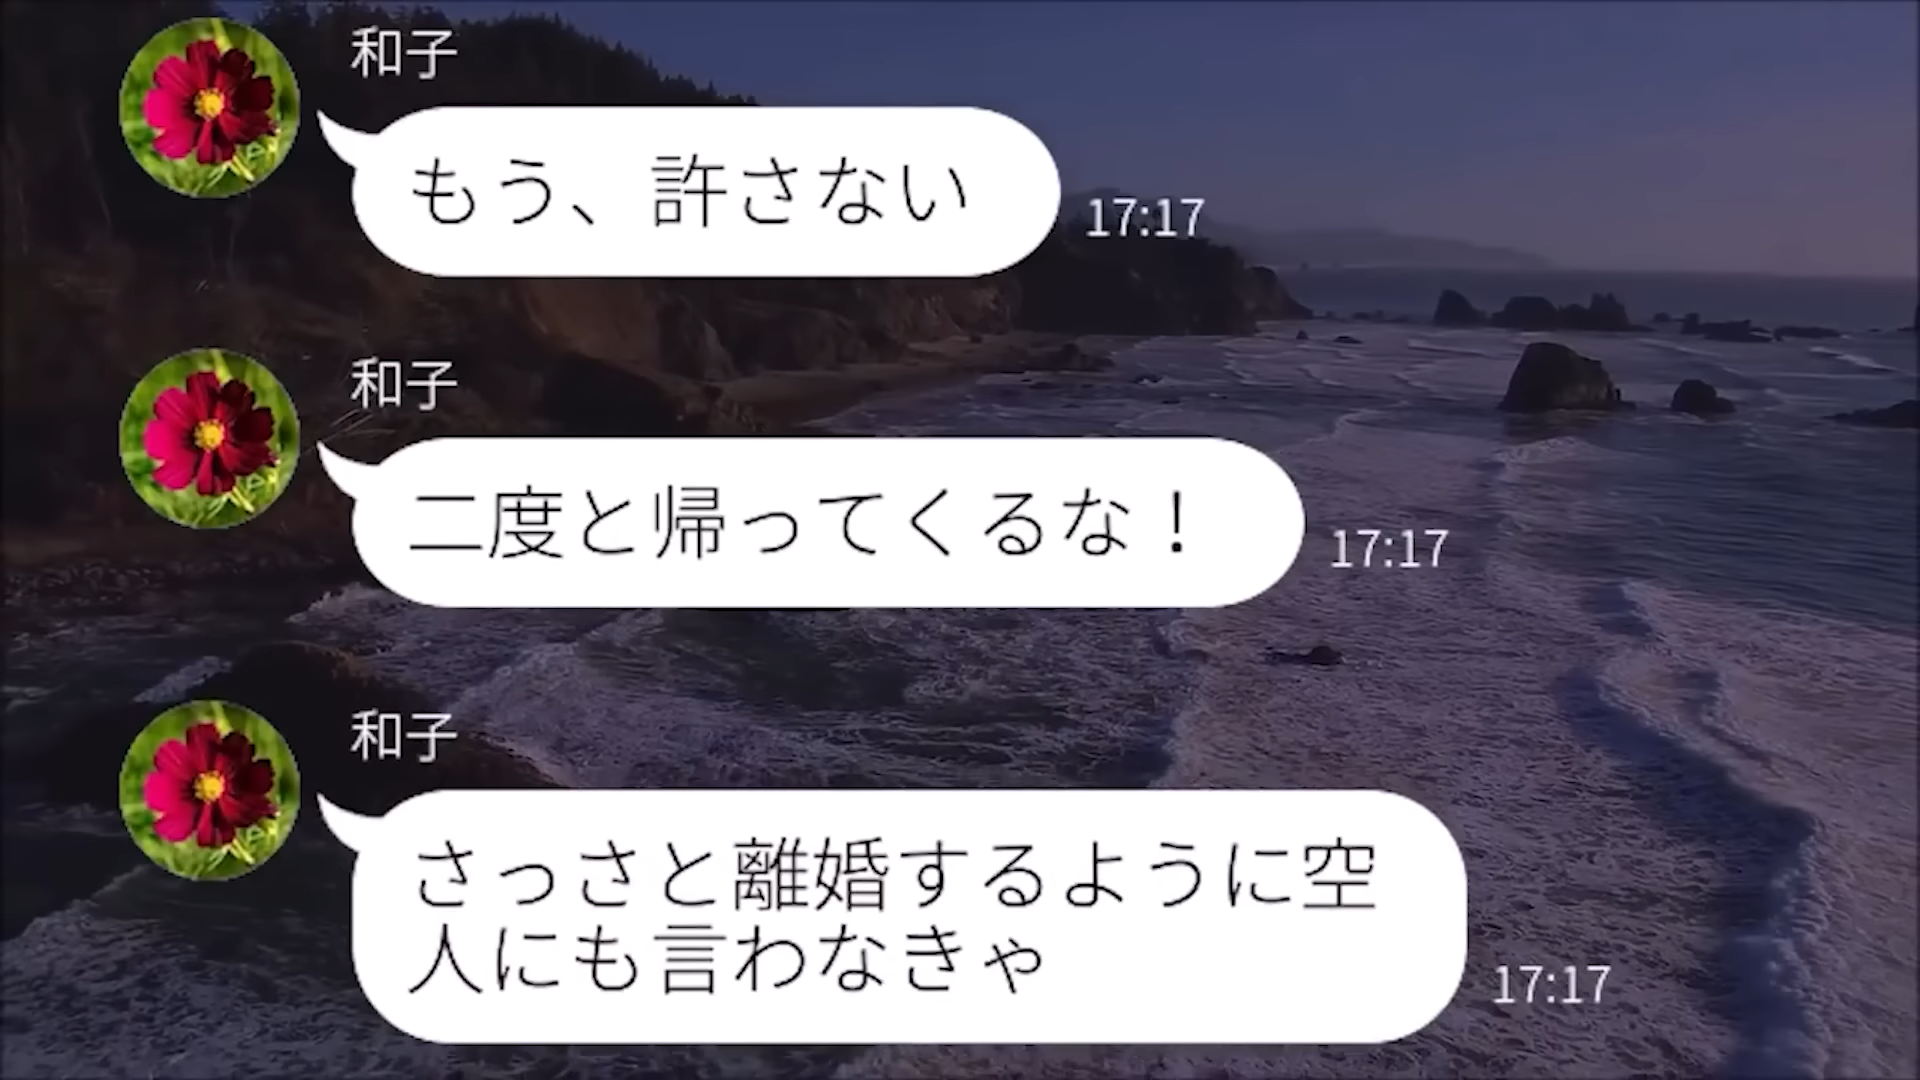 和子
もう、許さない
17:17
和子
二度と帰ってくるな！
17:17
和子
さっさと離婚するように空
人にも言わなきゃ
17:17